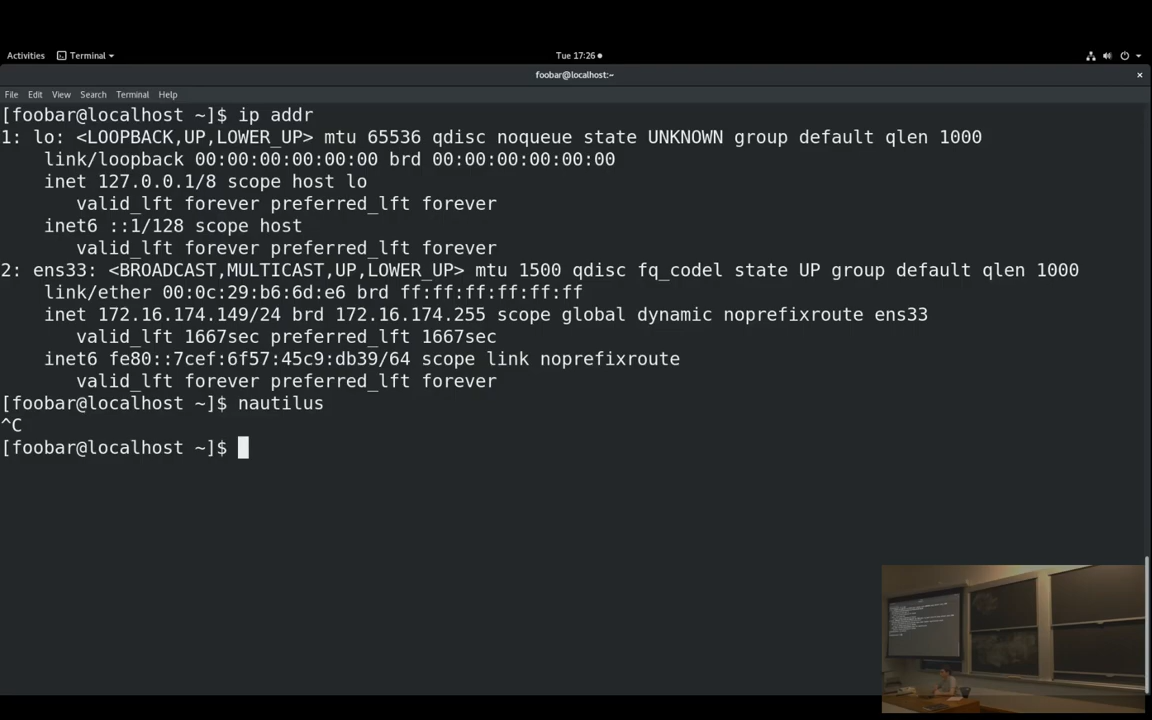 Activities Terminal Tue 17:26
foobar@localhost:~
File Edit View Search Terminal Help
[foobar@localhost ~]$ ip addr
1: lo: <LOOPBACK,UP,LOWER_UP> mtu 65536 qdisc noqueue state UNKNOWN group default qlen 1000
    link/loopback 00:00:00:00:00:00 brd 00:00:00:00:00:00
    inet 127.0.0.1/8 scope host lo
       valid_lft forever preferred_lft forever
    inet6 ::1/128 scope host
       valid_lft forever preferred_lft forever
2: ens33: <BROADCAST,MULTICAST,UP,LOWER_UP> mtu 1500 qdisc fq_codel state UP group default qlen 1000
    link/ether 00:0c:29:b6:6d:e6 brd ff:ff:ff:ff:ff:ff
    inet 172.16.174.149/24 brd 172.16.174.255 scope global dynamic noprefixroute ens33
       valid_lft 1667sec preferred_lft 1667sec
    inet6 fe80::7cef:6f57:45c9:db39/64 scope link noprefixroute
       valid_lft forever preferred_lft forever
[foobar@localhost ~]$ nautilus
^C
[foobar@localhost ~]$